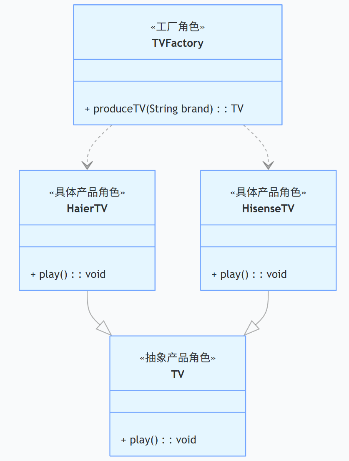 «工厂角色»
TVFactory
+ produceTV(String brand) : : TV
«具体产品角色»
HaierTV
+ play() : : void
«具体产品角色»
HisenseTV
+ play() : : void
«抽象产品角色»
TV
+ play() : : void